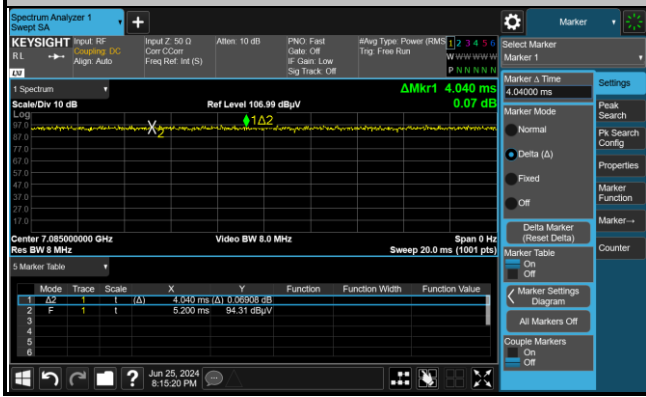 Spectrum Analyzer 1
Swept SA
Marker
KEYSIGHT
RL
LXI
Input: RF
Coupling: DC
Align: Auto
Input Z: 50 Ω
Corr CCorr
Freq Ref: Int (S)
Atten: 10 dB
PNO: Fast
Gate: Off
IF Gain: Low
Sig Track: Off
#Avg Type: Power (RMS
Trig: Free Run
1 2 3 4 5 6
W W W W W W
P N N N N N
Select Marker
Marker 1
1 Spectrum
ΔMkr1 4.040 ms
Scale/Div 10 dB
Ref Level 106.99 dBµV
0.07 dB
Log
97.0
87.0
77.0
67.0
57.0
47.0
37.0
27.0
17.0
X2
1Δ2
Center 7.085000000 GHz
Video BW 8.0 MHz
Span 0 Hz
Res BW 8 MHz
Sweep 20.0 ms (1001 pts)
5 Marker Table
Mode Trace Scale X Y Function Function Width Function Value
1 Δ2 1 t (Δ) 4.040 ms (Δ) 0.06908 dB
2 F 1 t 5.200 ms 94.31 dBµV
3
4
5
6
Marker Δ Time
4.04000 ms
Marker Mode
Normal
Delta (Δ)
Fixed
Off
Delta Marker
(Reset Delta)
Marker Table
On
Off
Marker Settings
Diagram
All Markers Off
Couple Markers
On
Off
Settings
Peak
Search
Pk Search
Config
Properties
Marker
Function
Marker→
Counter
?
Jun 25, 2024
8:15:20 PM